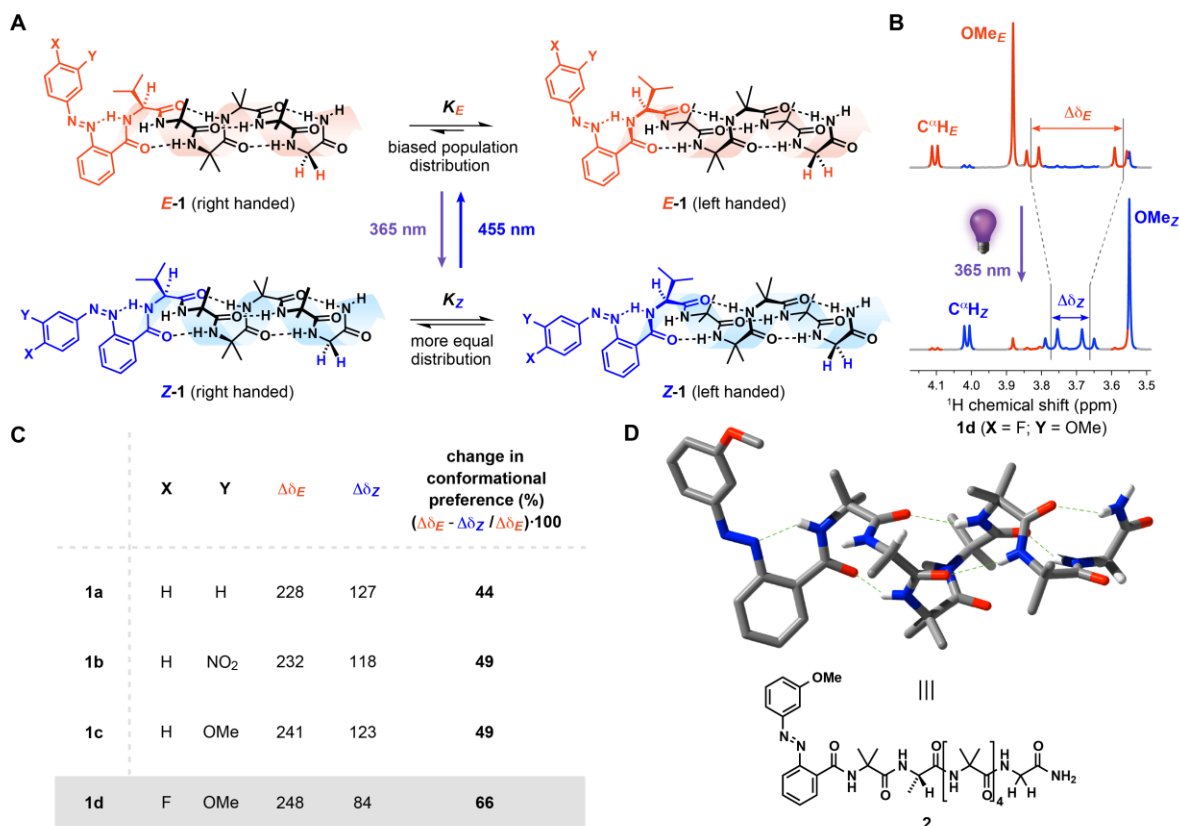 A
X
Y
H
N
N
H
N
O
O
H
N
H
N
O
O
H
N
H
N
O
N
H
H
O
H
H
E-1 (right handed)
K_E
biased population
distribution
X
Y
H
N
N
H
N
O
O
H
N
H
N
O
O
H
N
H
N
O
N
H
H
O
H
H
E-1 (left handed)
365 nm
455 nm
Y
X
H
N
N
H
N
O
O
H
N
H
N
O
O
H
N
H
N
O
N
H
H
O
H
H
Z-1 (right handed)
K_Z
more equal
distribution
Y
X
H
N
N
H
N
O
O
H
N
H
N
O
O
H
N
H
N
O
N
H
H
O
H
H
Z-1 (left handed)
B
OMe_E
CᵅH_E
Δδ_E
365 nm
OMe_Z
CᵅH_Z
Δδ_Z
4.1 4.0 3.9 3.8 3.7 3.6 3.5
¹H chemical shift (ppm)
1d (X = F; Y = OMe)
C
X Y Δδ_E Δδ_Z change in
conformational
preference (%)
(Δδ_E - Δδ_Z / Δδ_E)·100
1a H H 228 127 44
1b H NO₂ 232 118 49
1c H OMe 241 123 49
1d F OMe 248 84 66
D
OMe
N
N
O
N
H
O
H
N
H
O
N
H
O
4
H
N
H
H
O
NH₂
2